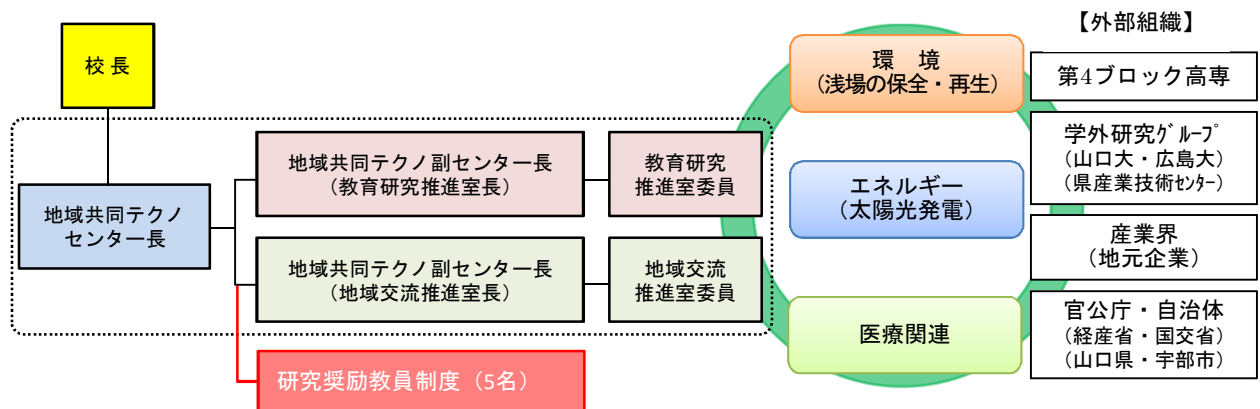 校 長
地域共同テクノ
センター長
地域共同テクノ副センター長
（教育研究推進室長）
教育研究
推進室委員
地域共同テクノ副センター長
（地域交流推進室長）
地域交流
推進室委員
研究奨励教員制度（5名）
環　境
（浅場の保全・再生）
エネルギー
（太陽光発電）
医療関連
【外部組織】
第4ブロック高専
学外研究ｸﾞﾙｰﾌﾟ
（山口大・広島大）
（県産業技術ｾﾝﾀｰ）
産業界
（地元企業）
官公庁・自治体
（経産省・国交省）
（山口県・宇部市）